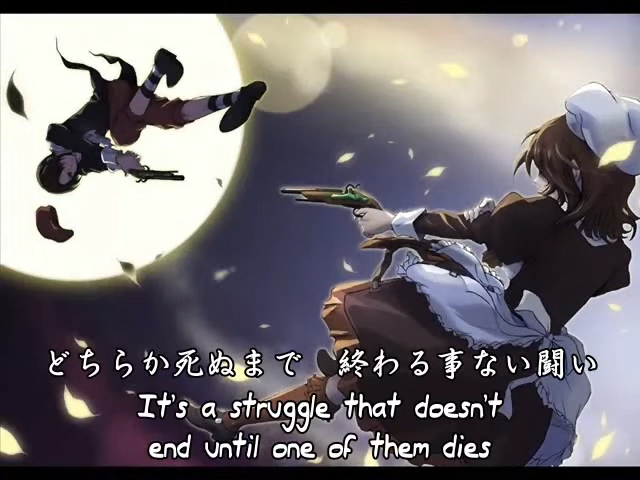 どちらか死ぬまで　終わる事ない闘い
It's a struggle that doesn't
end until one of them dies